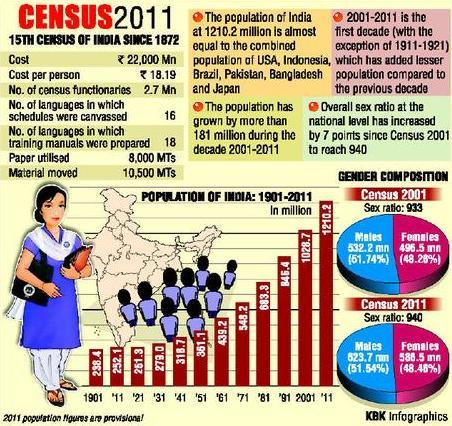 CENSUS2011
15TH CENSUS OF INDIA SINCE 1872
Cost ₹ 22,000 Mn
Cost per person ₹ 18.19
No. of census functionaries 2.7 Mn
No. of languages in which
schedules were canvassed 16
No. of languages in which
training manuals were prepared 18
Paper utilised 8,000 MTs
Material moved 10,500 MTs
The population of India
at 1210.2 million is almost
equal to the combined
population of USA, Indonesia,
Brazil, Pakistan, Bangladesh
and Japan
2001-2011 is the
first decade (with the
exception of 1911-1921)
which has added lesser
population compared to
the previous decade
The population has
grown by more than
181 million during the
decade 2001-2011
Overall sex ratio at the
national level has increased
by 7 points since Census 2001
to reach 940
POPULATION OF INDIA: 1901-2011
In million
238.4
252.1
251.3
279.0
318.7
361.1
439.2
548.2
683.3
846.4
1028.7
1210.2
1901 '11 '21 '31 '41 '51 '61 '71 '81 '91 2001 '11
GENDER COMPOSITION
Census 2001
Sex ratio: 933
Males
532.2 mn
(51.74%)
Females
496.5 mn
(48.26%)
Census 2011
Sex ratio: 940
Males
623.7 mn
(51.54%)
Females
586.5 mn
(48.46%)
2011 population figures are provisional
KBK Infographics